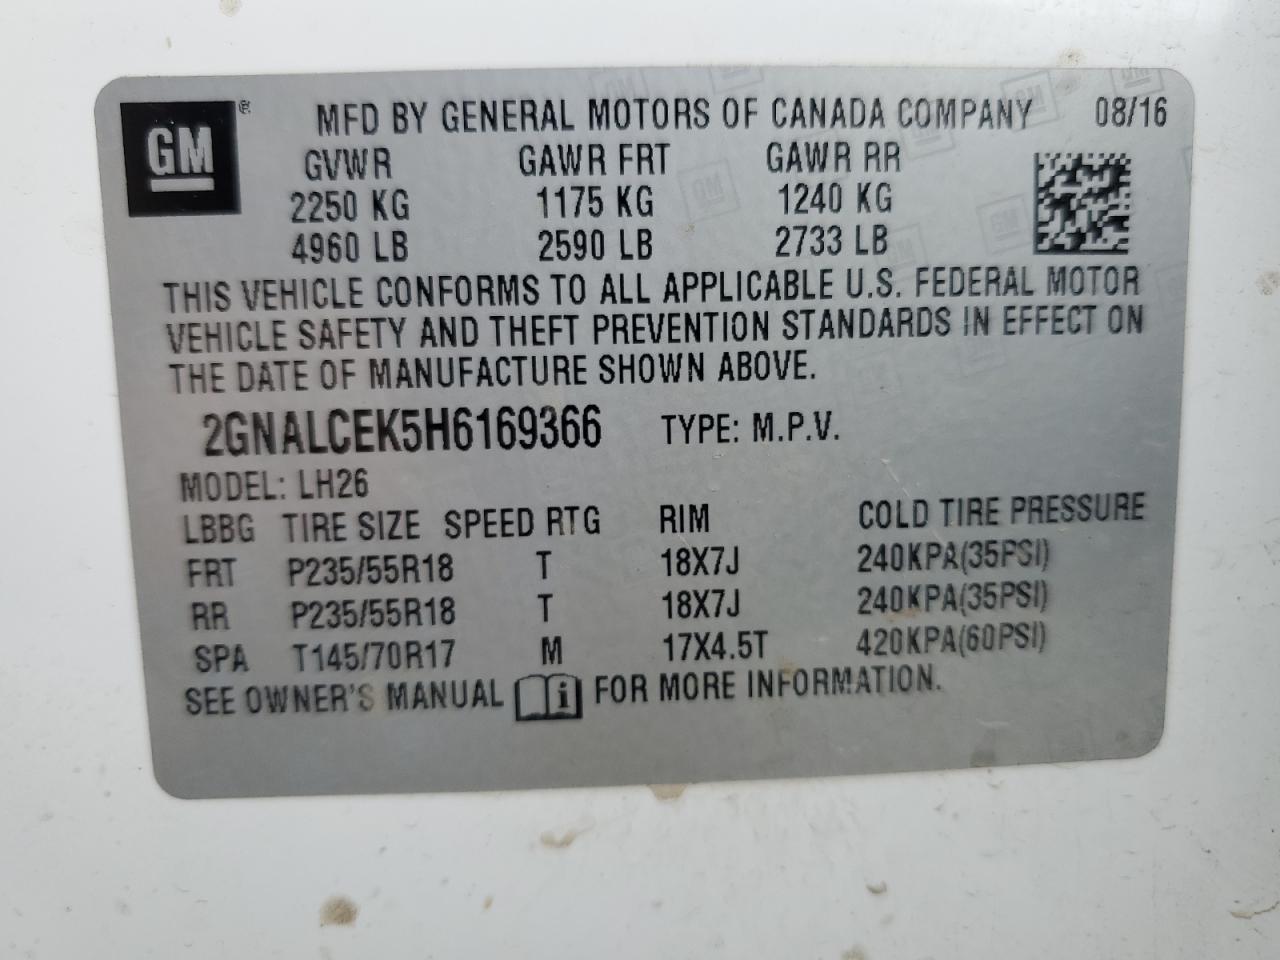 GM ® MFD BY GENERAL MOTORS OF CANADA COMPANY 08/16
GVWR GAWR FRT GAWR RR
2250 KG 1175 KG 1240 KG
4960 LB 2590 LB 2733 LB
THIS VEHICLE CONFORMS TO ALL APPLICABLE U.S. FEDERAL MOTOR
VEHICLE SAFETY AND THEFT PREVENTION STANDARDS IN EFFECT ON
THE DATE OF MANUFACTURE SHOWN ABOVE.
2GNALCEK5H6169366 TYPE: M.P.V.
MODEL: LH26
LBBG TIRE SIZE SPEED RTG RIM COLD TIRE PRESSURE
FRT P235/55R18 T 18X7J 240KPA(35PSI)
RR P235/55R18 T 18X7J 240KPA(35PSI)
SPA T145/70R17 M 17X4.5T 420KPA(60PSI)
SEE OWNER'S MANUAL i FOR MORE INFORMATION.